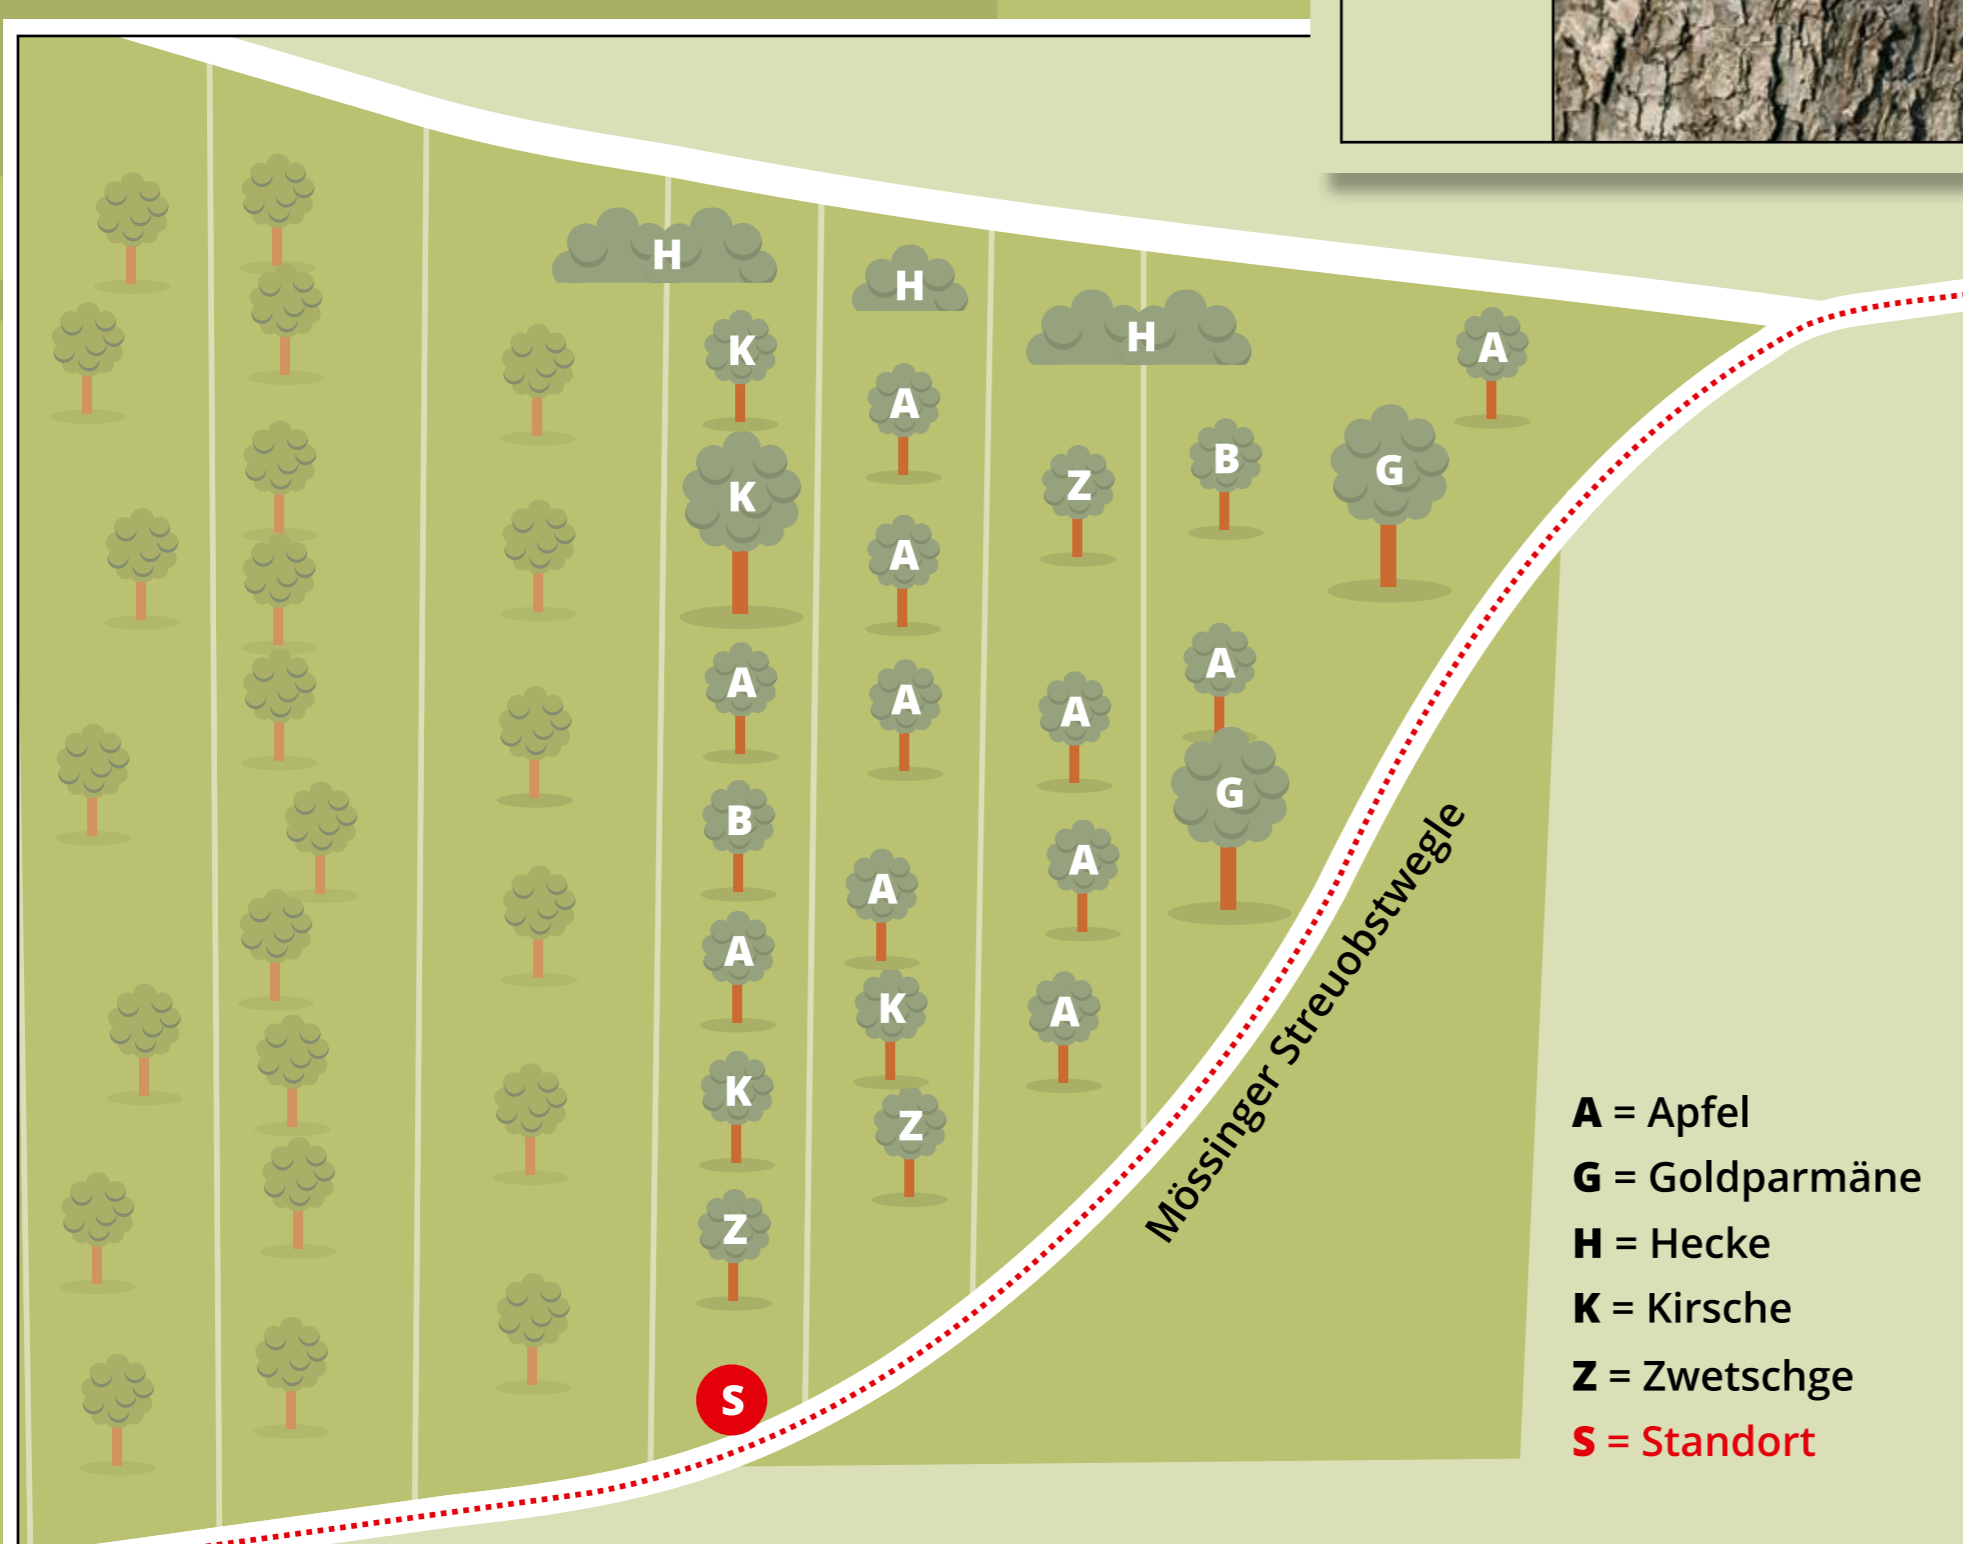 H
H
H
K
A
A
K
Z
B
G
A
A
A
A
A
A
G
B
A
A
A
K
A
K
Z
Z
S
Mössinger Streuobstwegle
A = Apfel
G = Goldparmäne
H = Hecke
K = Kirsche
Z = Zwetschge
S = Standort